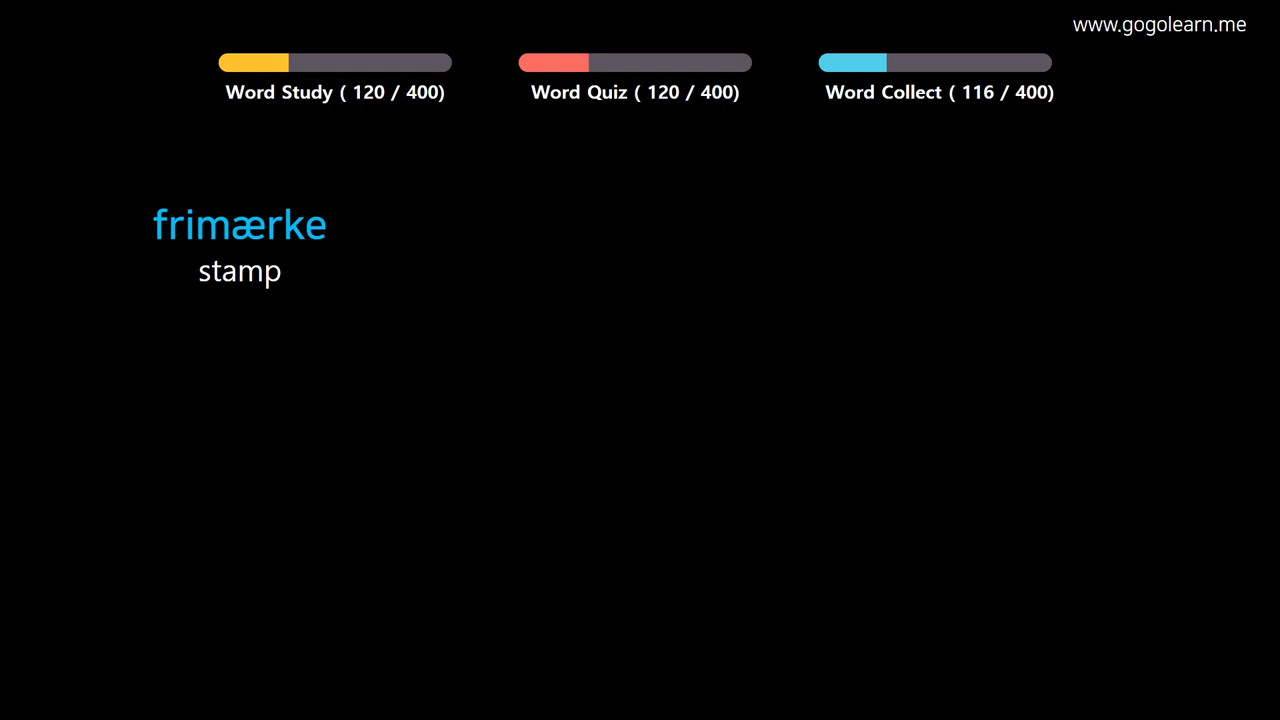 www.gogolearn.me
Word Study ( 120 / 400)
Word Quiz ( 120 / 400)
Word Collect ( 116 / 400)
frimærke
stamp